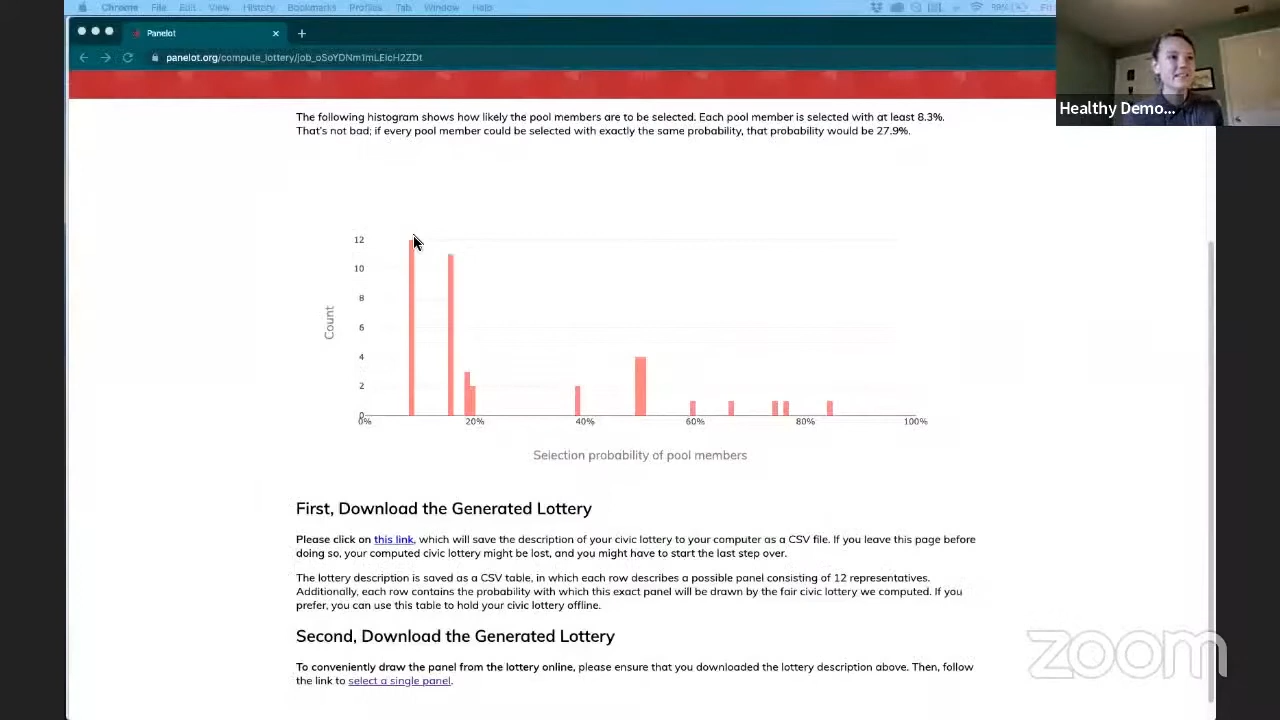 Chrome File Edit View History Bookmarks Profiles Tab Window Help
Panelot
panelot.org/compute_lottery/job_oSoYDNm1mLEIcH2ZDt
Healthy Demo...
The following histogram shows how likely the pool members are to be selected. Each pool member is selected with at least 8.3%.
That's not bad; if every pool member could be selected with exactly the same probability, that probability would be 27.9%.
12
10
8
6
4
2
0
Count
0% 20% 40% 60% 80% 100%
Selection probability of pool members
First, Download the Generated Lottery
Please click on this link, which will save the description of your civic lottery to your computer as a CSV file. If you leave this page before
doing so, your computed civic lottery might be lost, and you might have to start the last step over.
The lottery description is saved as a CSV table, in which each row describes a possible panel consisting of 12 representatives.
Additionally, each row contains the probability with which this exact panel will be drawn by the fair civic lottery we computed. If you
prefer, you can use this table to hold your civic lottery offline.
Second, Download the Generated Lottery
To conveniently draw the panel from the lottery online, please ensure that you downloaded the lottery description above. Then, follow
the link to select a single panel.
zoom